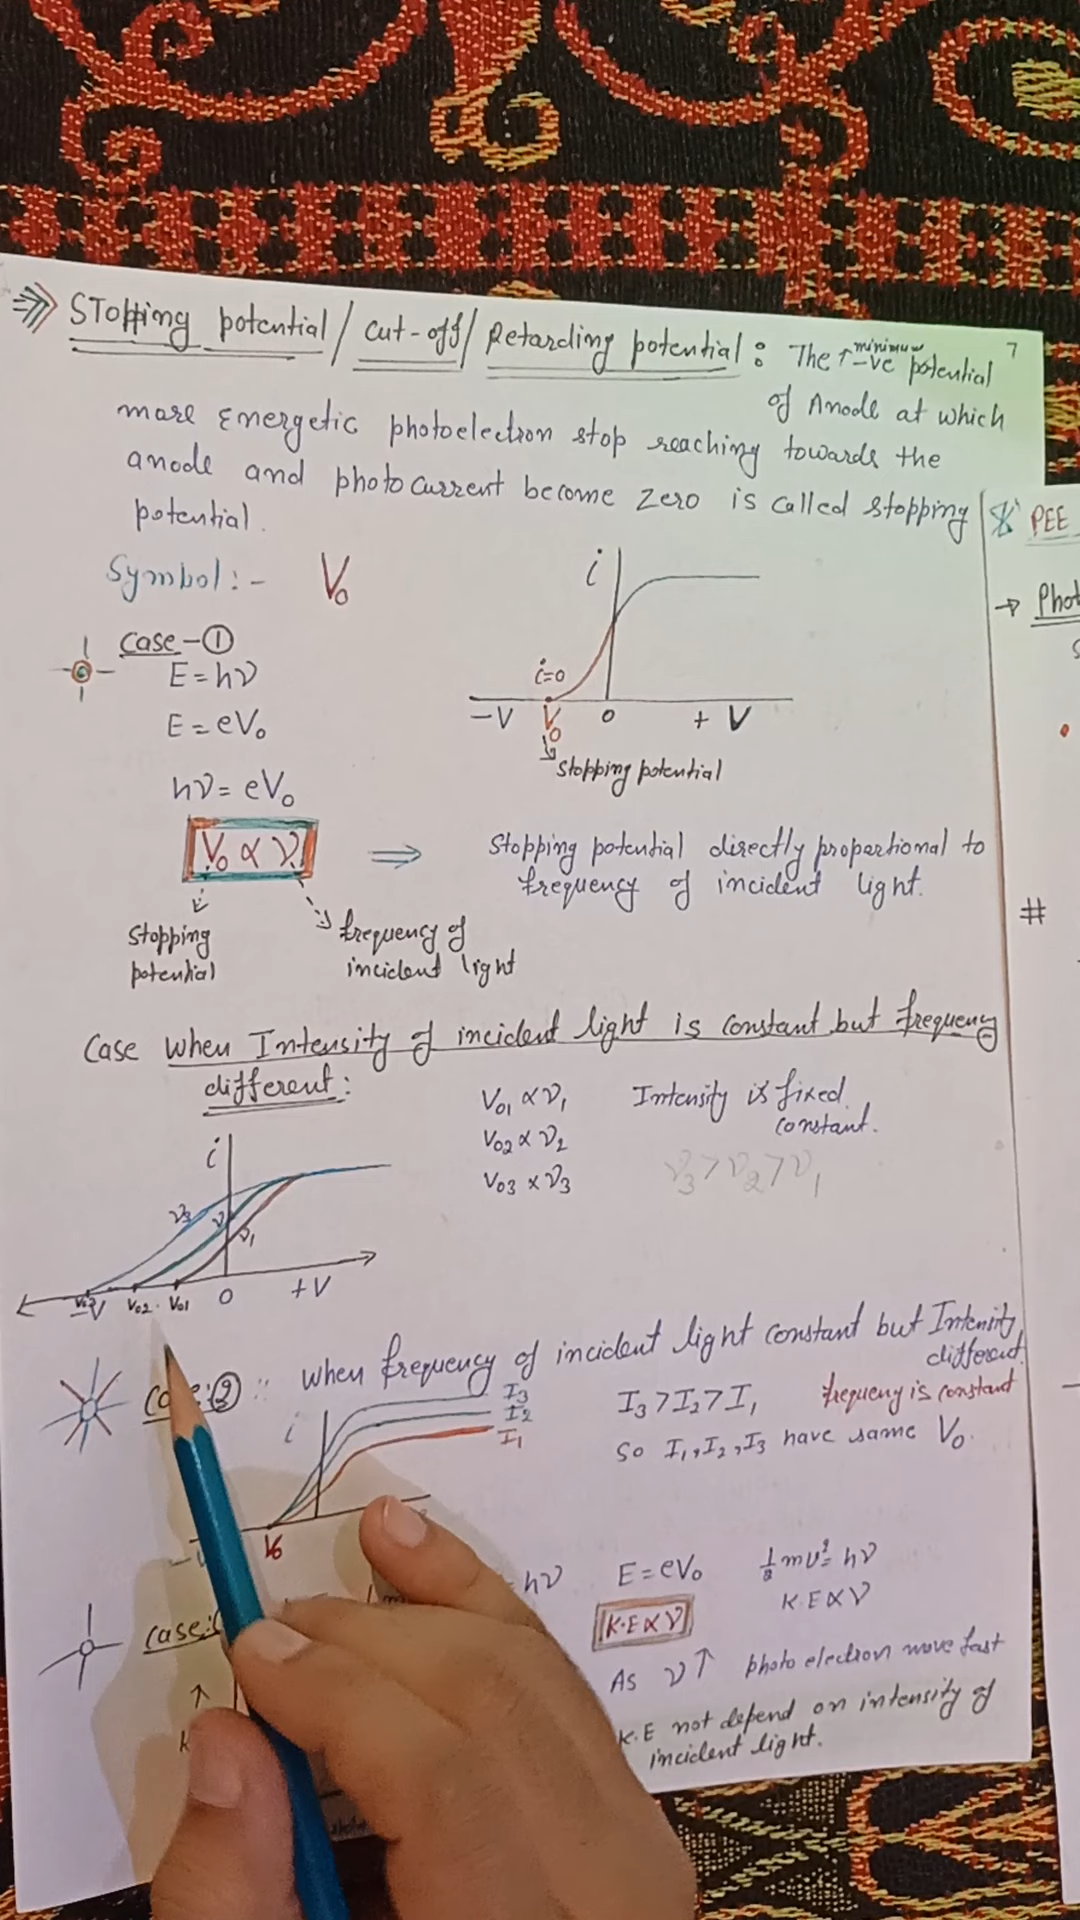 Stopping potential / cut-off / Retarding potential : The minimum -ve potential
7
of Anode at which
more Energetic photoelectron stop reaching towards the
anode and photocurrent become zero is called stopping
potential.
Symbol :- V₀
Case-①
E = hν
E = eV₀
hν = eV₀
V₀ ∝ ν ⇒ Stopping potential directly proportional to
frequency of incident light.
Stopping
potential
frequency of
incident light
i
i=0
-V V₀ 0 + V
Stopping potential
Case when Intensity of incident light is constant but frequency
different :
V₀₁ ∝ ν₁ Intensity is fixed
constant.
V₀₂ ∝ ν₂
V₀₃ ∝ ν₃ ν₃ > ν₂ > ν₁
i
ν₃ ν ν₁
-V V₀₂ V₀₁ 0 +V
when frequency of incident light constant but Intensity
different.
i I₃
I₂
I₁
V₀
I₃ > I₂ > I₁ frequency is constant
So I₁, I₂, I₃ have same V₀.
case:
hν E = eV₀ ½mv² = hν
K.E ∝ ν K.E ∝ ν
As ν↑ photo electron move fast
K.E not depend on intensity of
incident light.
PEE
→ Phot
#